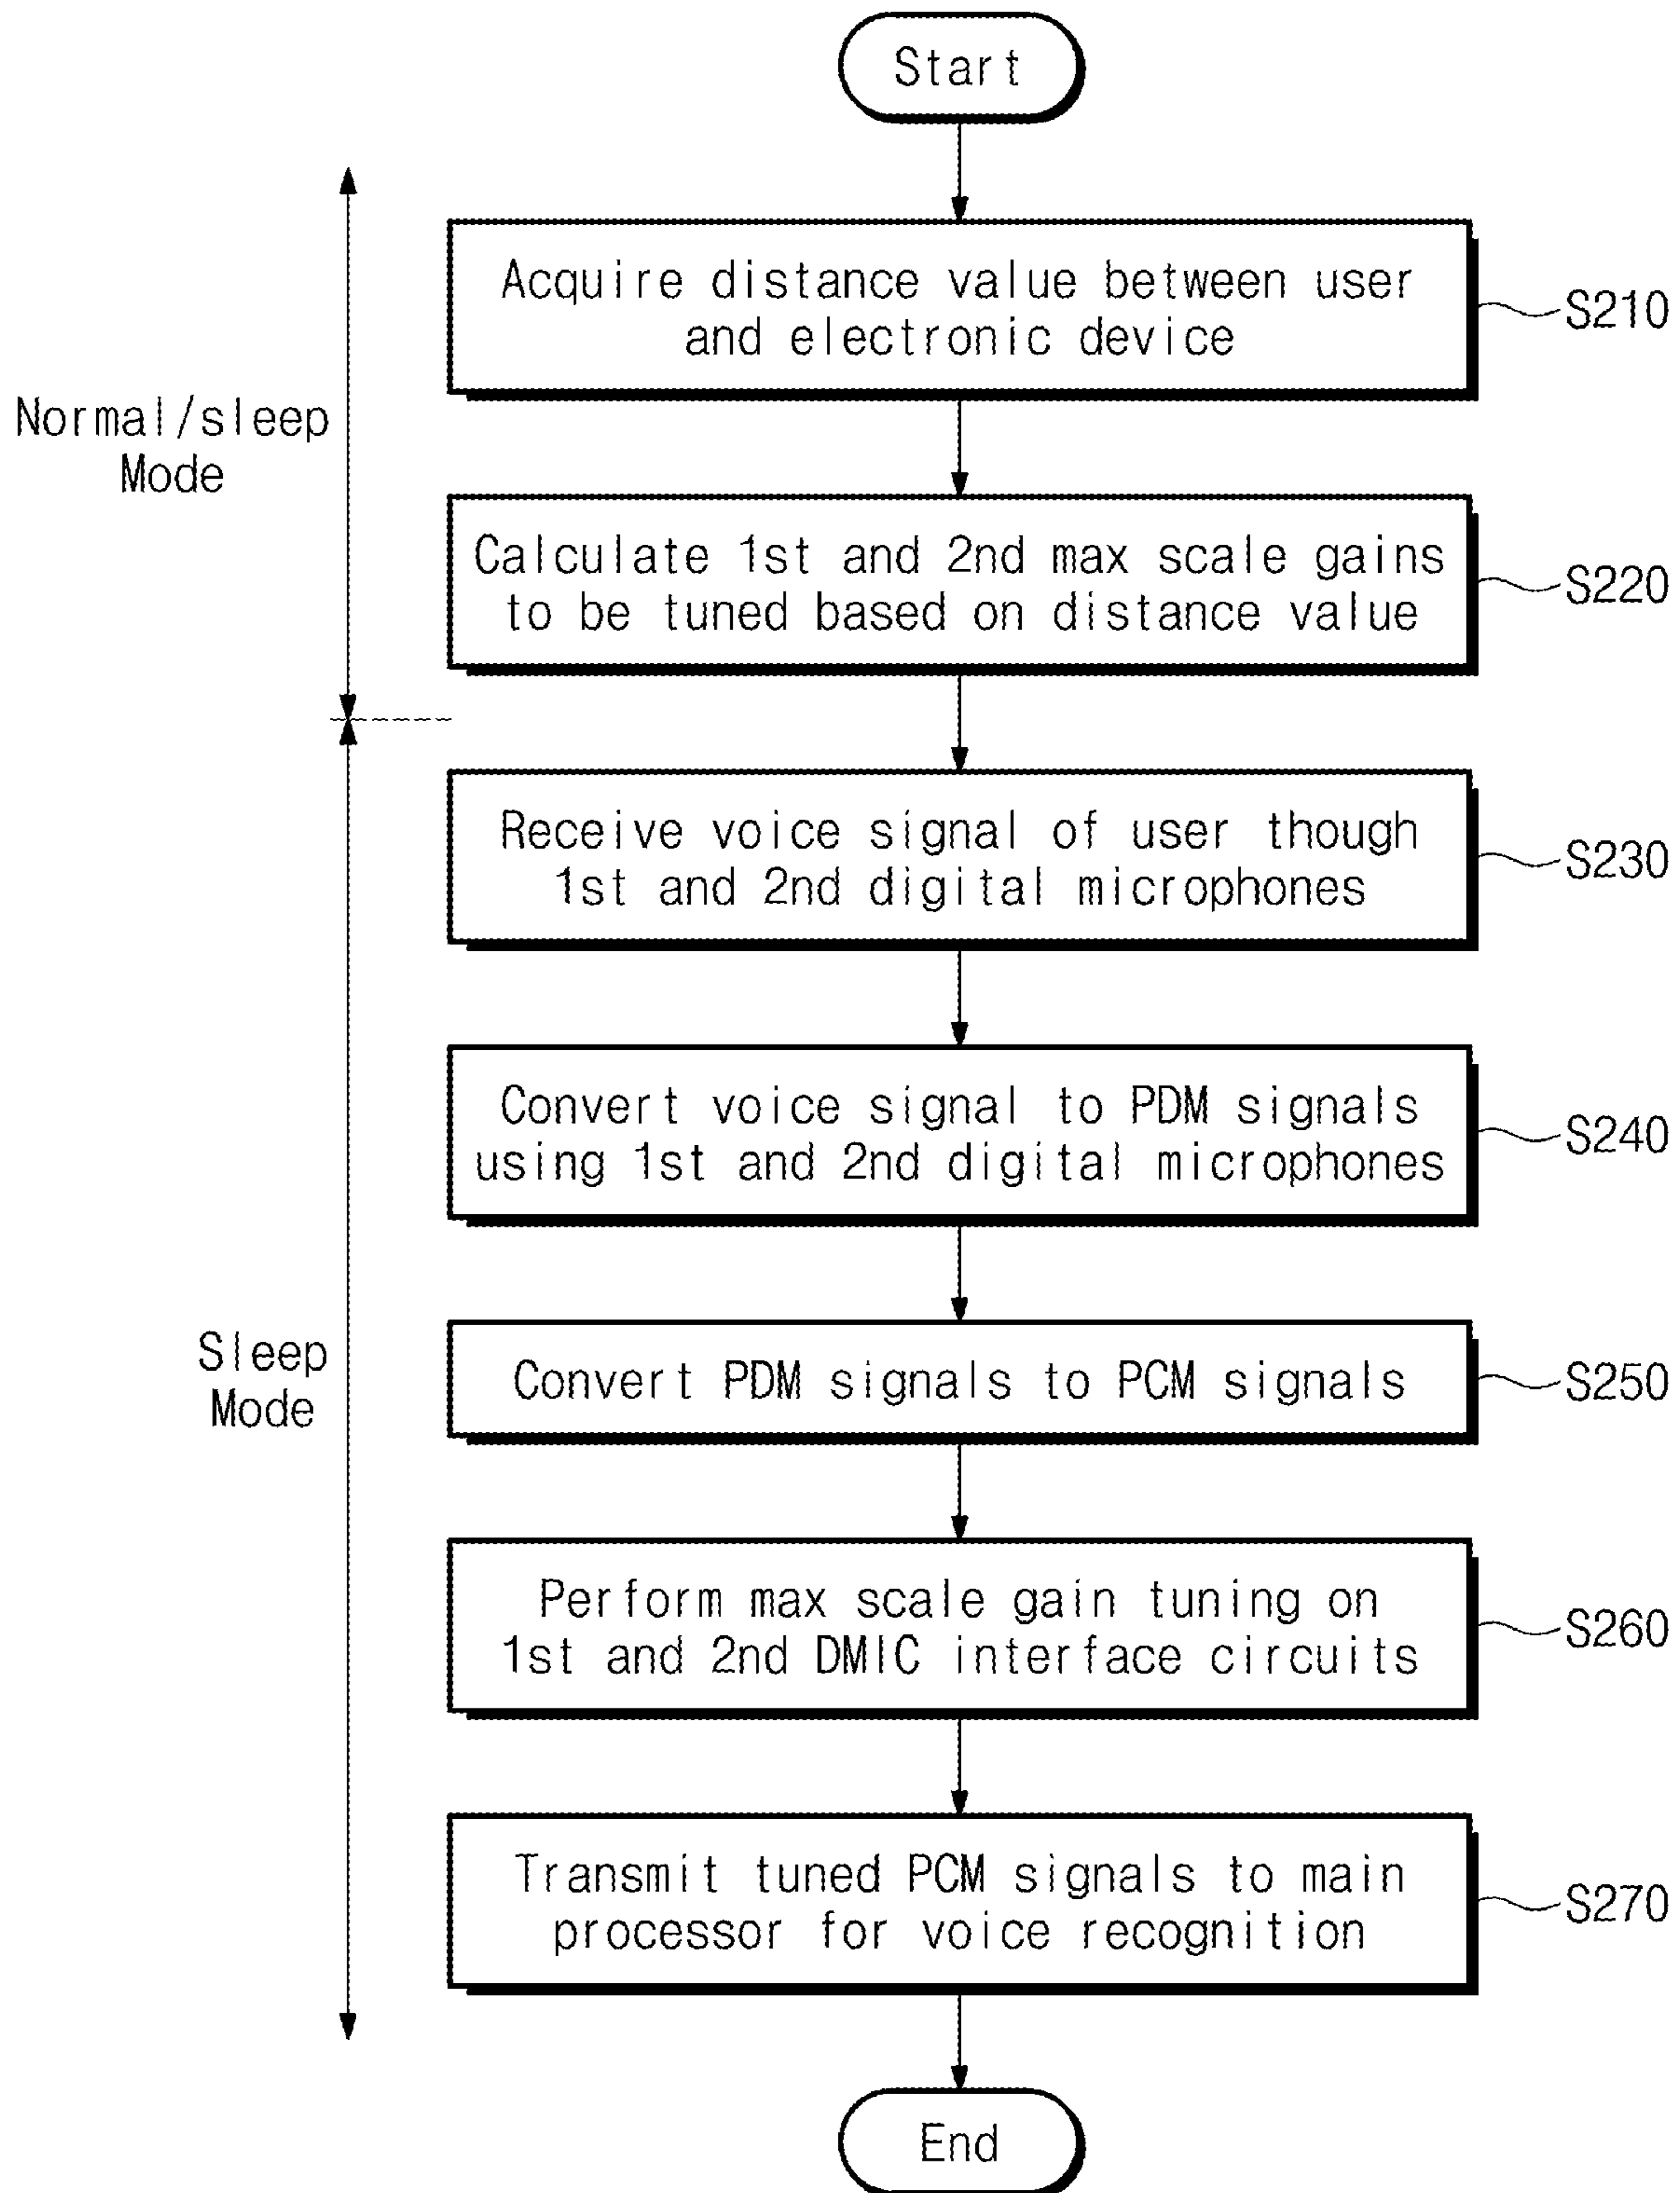 Start
Acquire distance value between user
and electronic device
S210
Normal/sleep
Mode
Calculate 1st and 2nd max scale gains
to be tuned based on distance value
S220
Receive voice signal of user though
1st and 2nd digital microphones
S230
Convert voice signal to PDM signals
using 1st and 2nd digital microphones
S240
Sleep
Mode
Convert PDM signals to PCM signals
S250
Perform max scale gain tuning on
1st and 2nd DMIC interface circuits
S260
Transmit tuned PCM signals to main
processor for voice recognition
S270
End